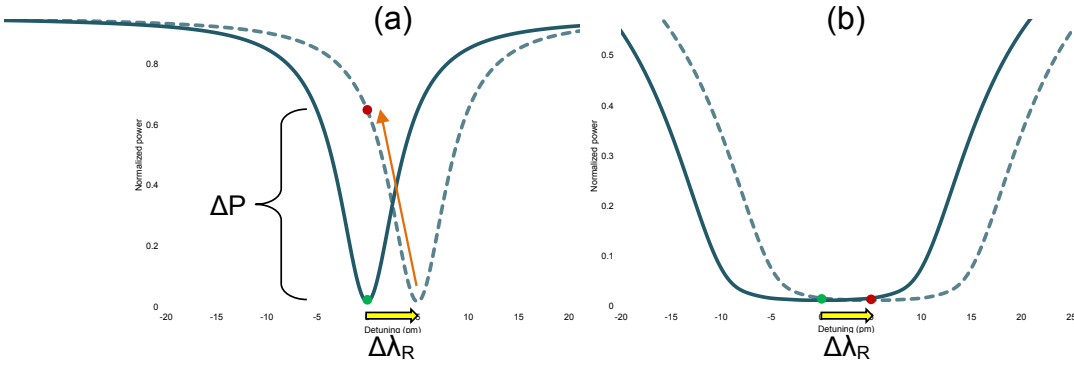 (a)
0.8
0.6
0.4
0.2
0
Normalized power
ΔP
-20 -15 -10 -5 5 10 15 20
Detuning (pm)
ΔλR
(b)
0.5
0.4
0.3
0.2
0.1
0
Normalized power
-20 -15 -10 -5 0 5 10 15 20 25
Detuning (pm)
ΔλR